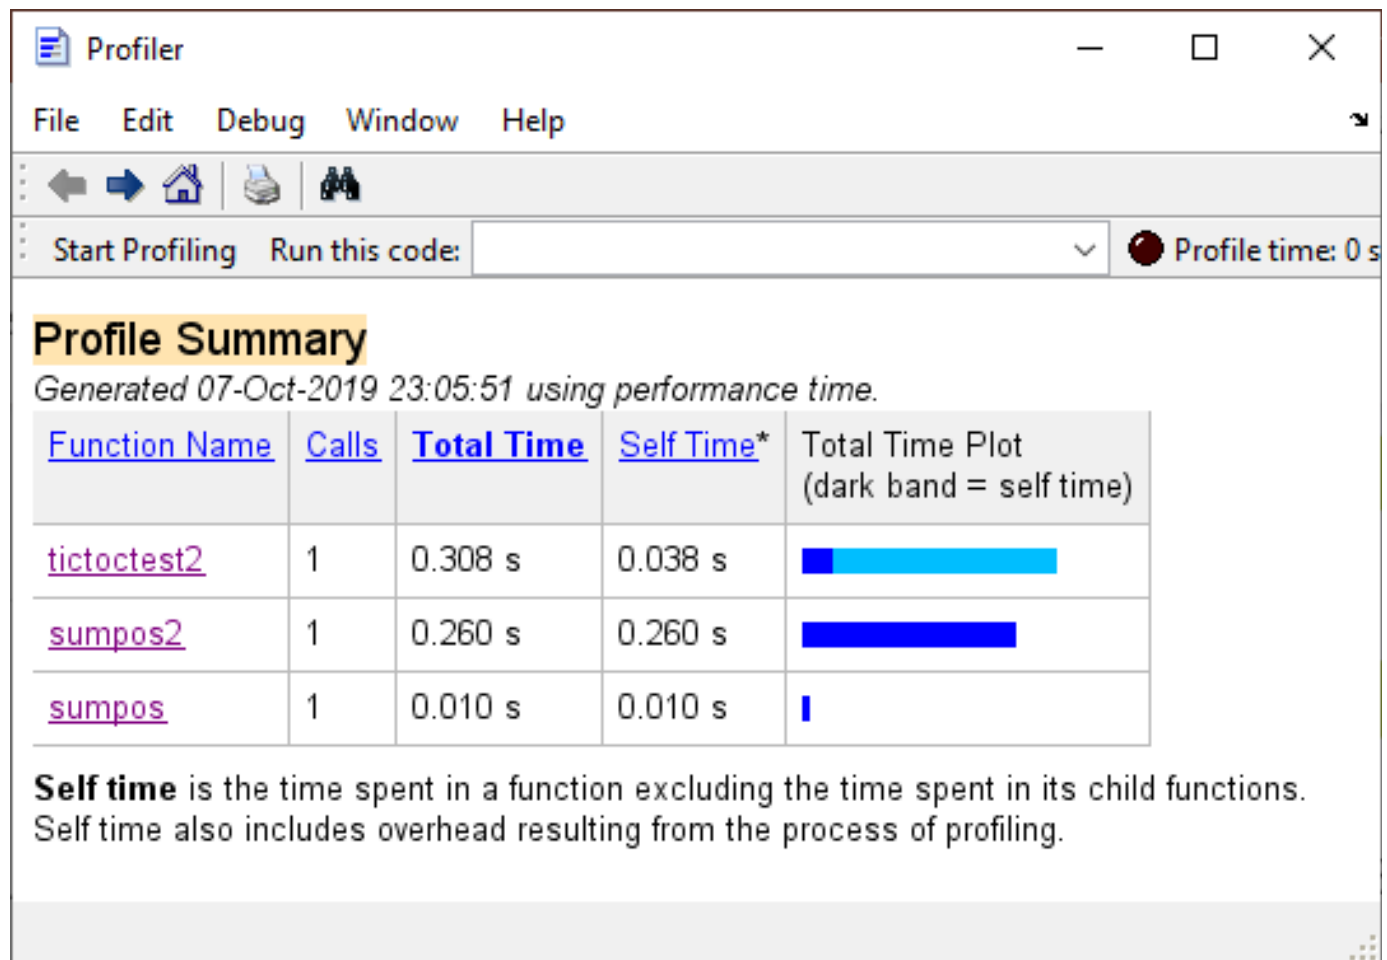 Profiler
File Edit Debug Window Help
Start Profiling Run this code: Profile time: 0 s
Profile Summary
Generated 07-Oct-2019 23:05:51 using performance time.
Function Name Calls Total Time Self Time* Total Time Plot
(dark band = self time)
tictoctest2 1 0.308 s 0.038 s
sumpos2 1 0.260 s 0.260 s
sumpos 1 0.010 s 0.010 s
Self time is the time spent in a function excluding the time spent in its child functions.
Self time also includes overhead resulting from the process of profiling.